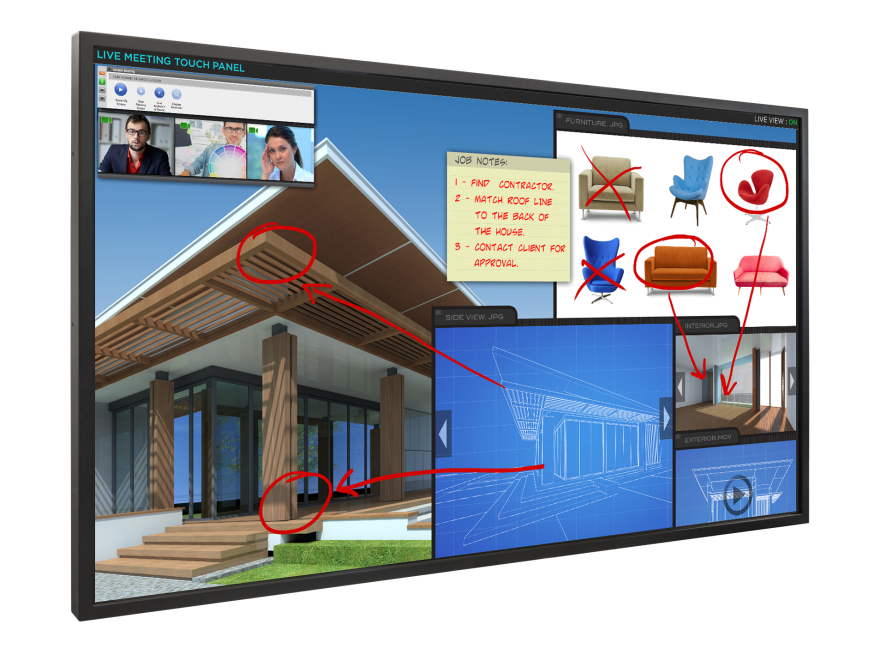 LIVE MEETING TOUCH PANEL
LIVE VIEW : ON
FURNITURE. JPG
JOB NOTES:
1 - FIND CONTRACTOR.
2 - MATCH ROOF LINE
TO THE BACK OF
THE HOUSE.
3 - CONTACT CLIENT FOR
APPROVAL.
SIDE VIEW. JPG
INTERIOR.JPG
EXTERIOR.MOV